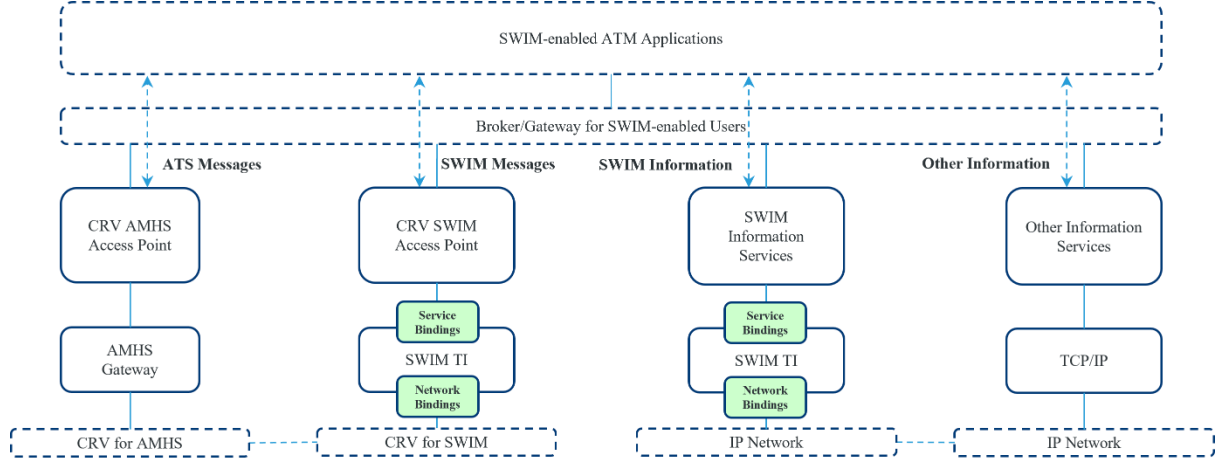 SWIM-enabled ATM Applications
Broker/Gateway for SWIM-enabled Users
ATS Messages
SWIM Messages
SWIM Information
Other Information
CRV AMHS
Access Point
CRV SWIM
Access Point
SWIM
Information
Services
Other Information
Services
Service
Bindings
Service
Bindings
AMHS
Gateway
SWIM TI
SWIM TI
TCP/IP
Network
Bindings
Network
Bindings
CRV for AMHS
CRV for SWIM
IP Network
IP Network